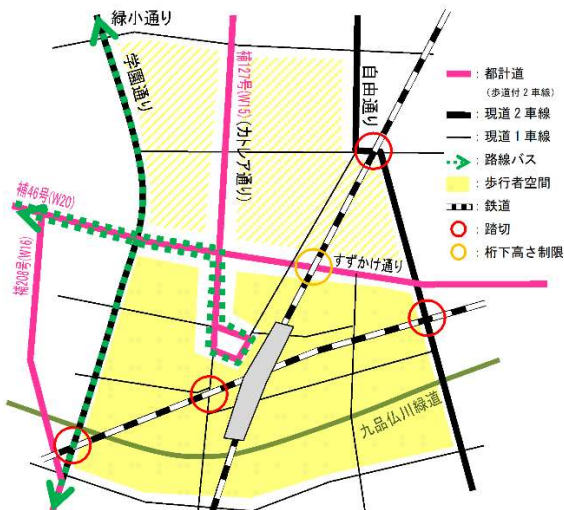 緑小通り
学園通り
補127号(W15)(カトレア通り)
自由通り
補46号(W20)
補208号(W16)
すずかけ通り
九品仏川緑道
：都計道
（歩道付２車線）
：現道２車線
：現道１車線
：路線バス
：歩行者空間
：鉄道
：踏切
：桁下高さ制限